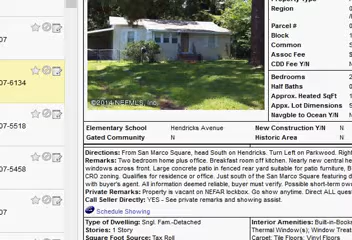 Property Type
07
07-6134
07-5518
07-5458
07
©2014 NEFMLS, Inc.
Parcel #
Block
Common
Assoc Fee
CDD Fee Y/N
Bedrooms 2
Half Baths 0
Approx. Heated SqFt 1
Appx. Lot Dimensions S
Navgble to Ocean Y/N
Elementary School Hendricks Avenue New Construction Y/N N
Gated Community N Historic Area N
Directions: From San Marco Square, head South on Hendricks. Turn Left on Parkwood. Right
Remarks: Two bedroom home plus office. Breakfast room off kitchen. Nearly new central he
windows across front. Large concrete patio in fenced rear yard suitable for patio furniture, B
CRO zoning. Qualifies for residence or office. Just south of the San Marco Square featuring d
with buyer's agent. All information deemed reliable, buyer must verify. Possible short-term ow
Private Remarks: Property is vacant on NEFAR lockbox. Go show anytime. Direct ALL quest
Call Seller Directly: YES - See private remarks and showing assist.
Schedule Showing
Type of Dwelling: Sngl. Fam.-Detached Interior Amenities: Built-in-Booke
Stories: 1 Story Thermal Window(s); Window Treat
Square Foot Source: Tax Roll Carpet; Tile Floors; Vinyl Floors